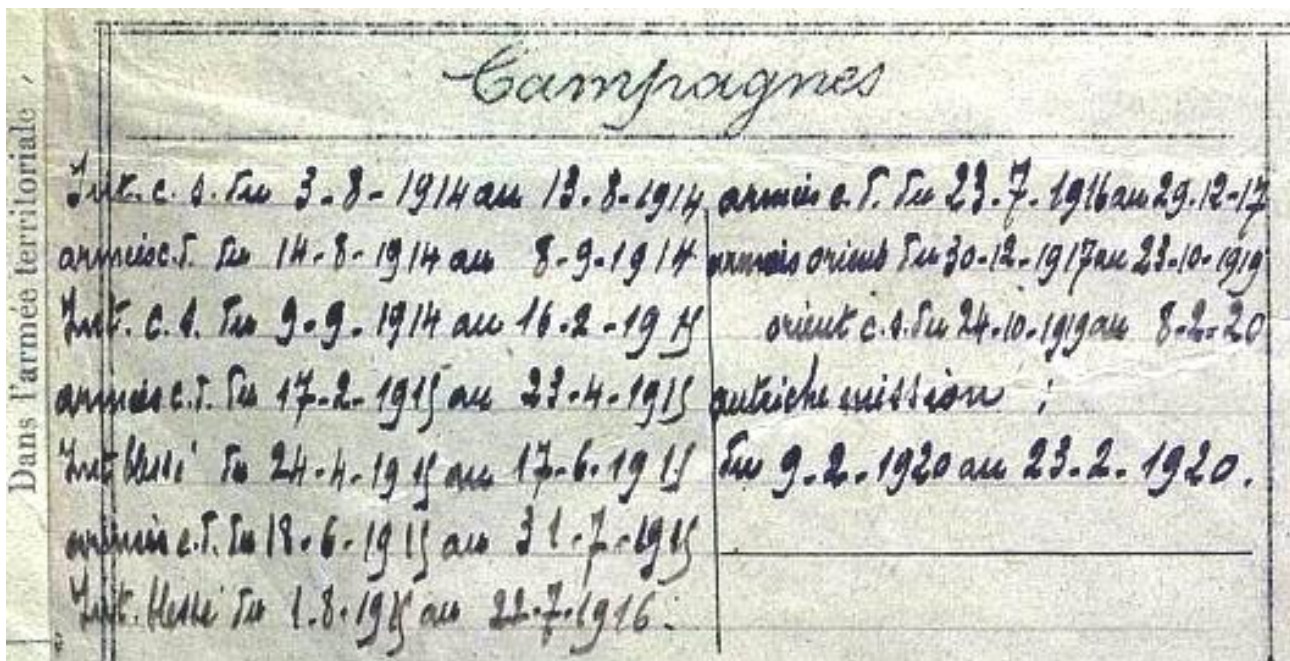 Campagnes
Int. c. s. du 3-8-1914 au 13-8-1914
armées c.d. du 14-8-1914 au 8-9-1914
Int. c. s. du 9-9-1914 au 16-2-1915
armées c.d. du 17-2-1915 au 23-4-1915
Int blessé du 24-4-1915 au 17-6-1915
armées c.d. du 18-6-1915 au 31-7-1915
Int. blessé du 1-8-1915 au 22-7-1916.
armées c.d. du 23-7-1916 au 29-12-17
armées orient du 30-12-1917 au 23-10-1919
orient c.s. du 24-10-1919 au 8-2-20
autriche mission ;
du 9-2-1920 au 23-2-1920.
Dans l'armée territoriale